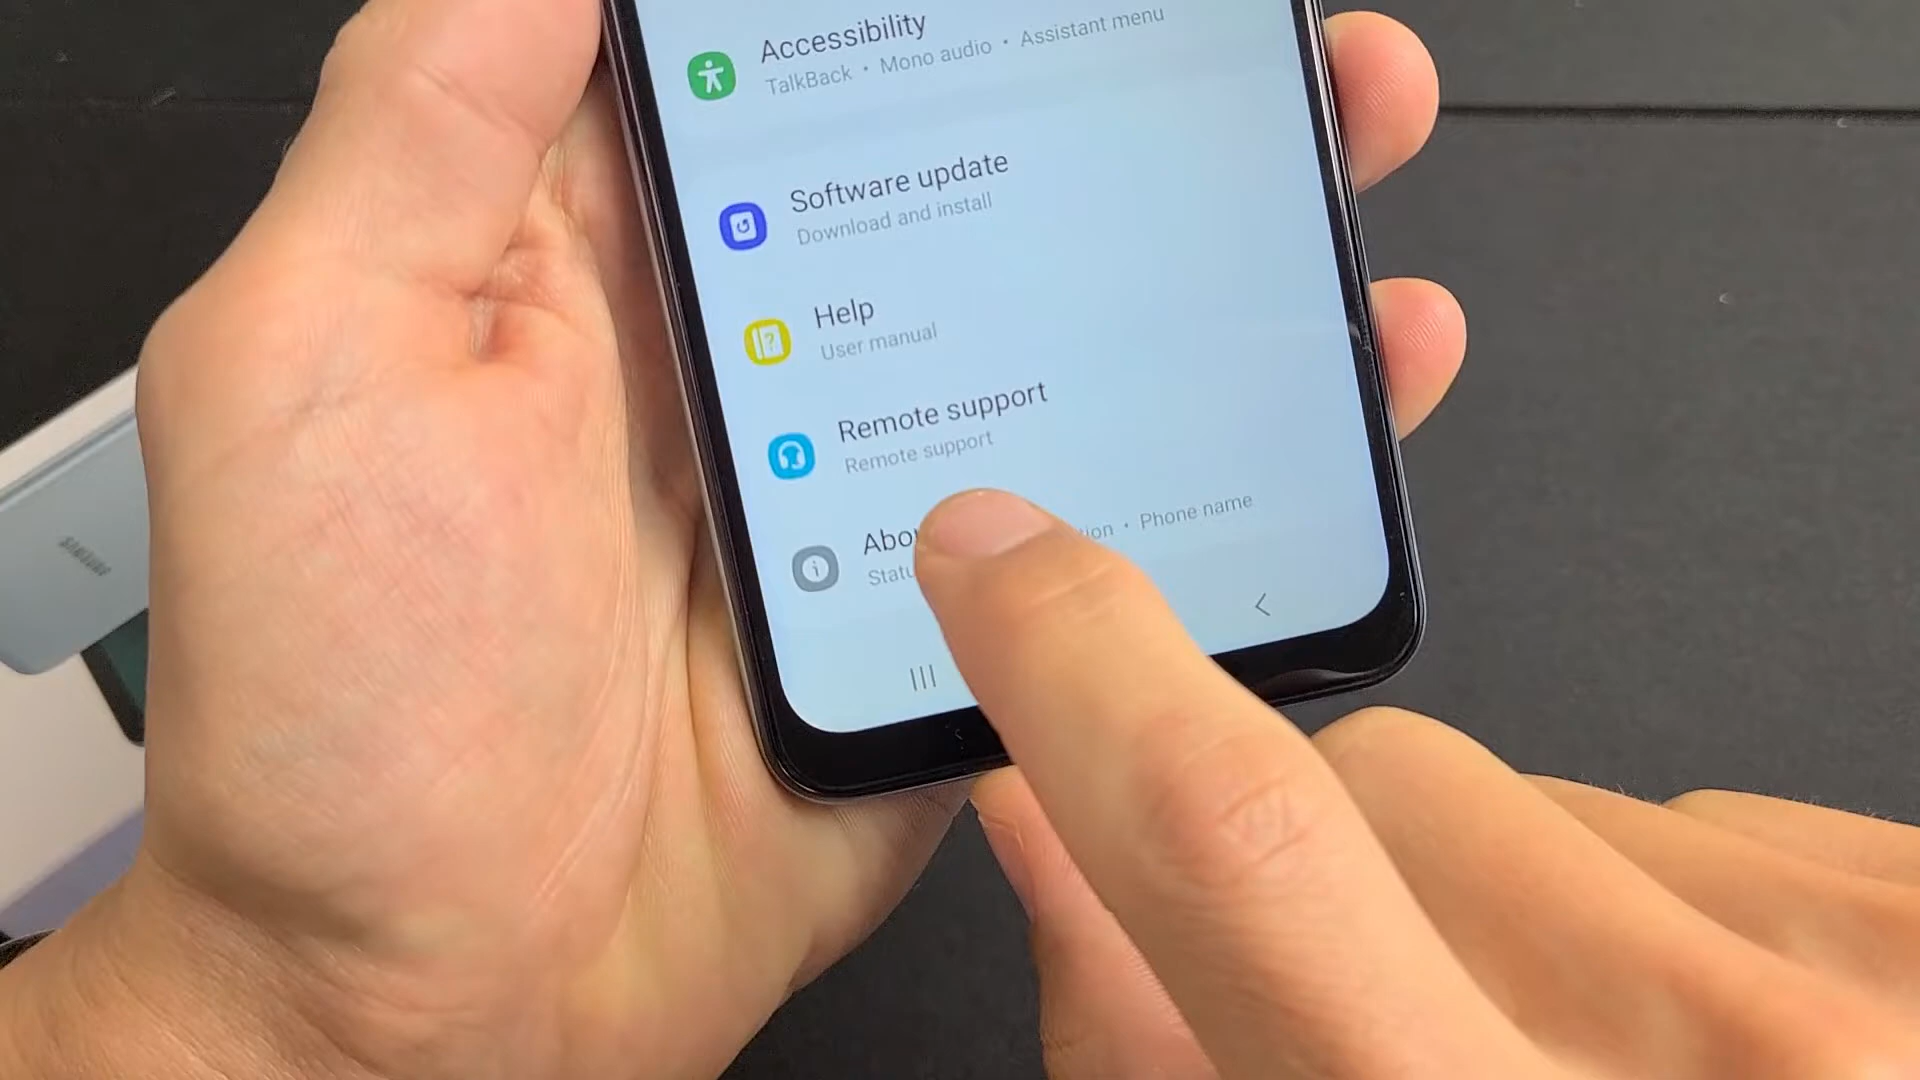 Accessibility
TalkBack • Mono audio • Assistant menu
Software update
Download and install
Help
User manual
Remote support
Remote support
Phone name
SAMSUNG